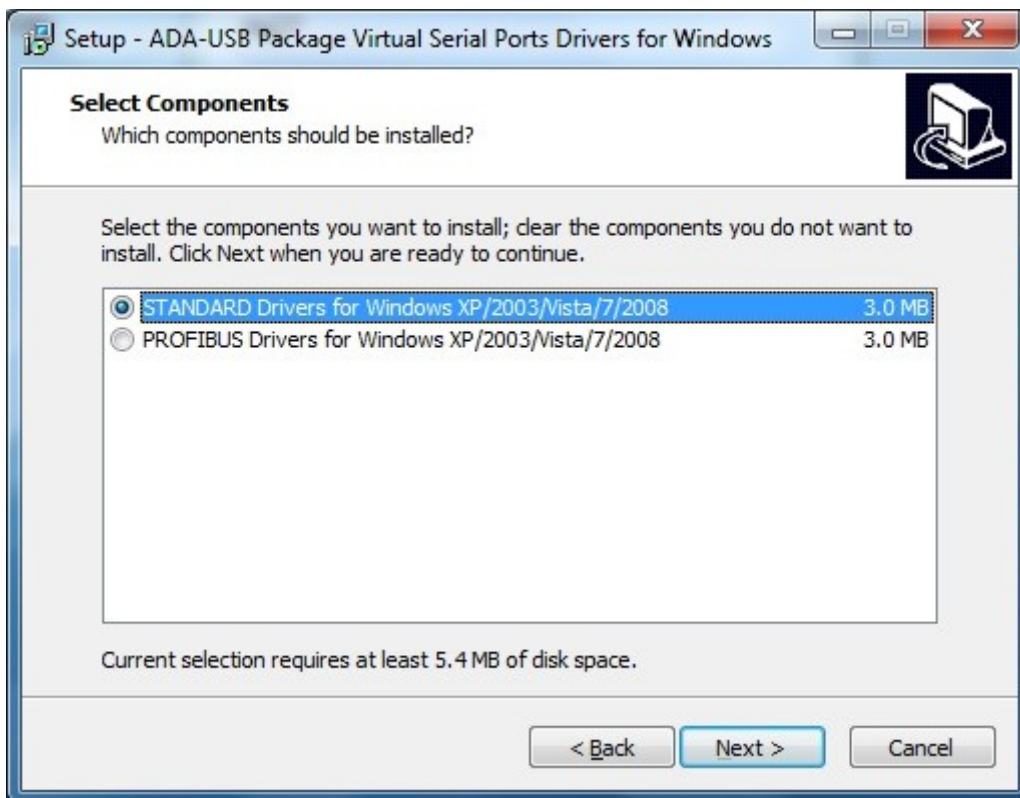 Setup - ADA-USB Package Virtual Serial Ports Drivers for Windows
Select Components
Which components should be installed?
Select the components you want to install; clear the components you do not want to
install. Click Next when you are ready to continue.
STANDARD Drivers for Windows XP/2003/Vista/7/2008 3.0 MB
PROFIBUS Drivers for Windows XP/2003/Vista/7/2008 3.0 MB
Current selection requires at least 5.4 MB of disk space.
< Back Next > Cancel